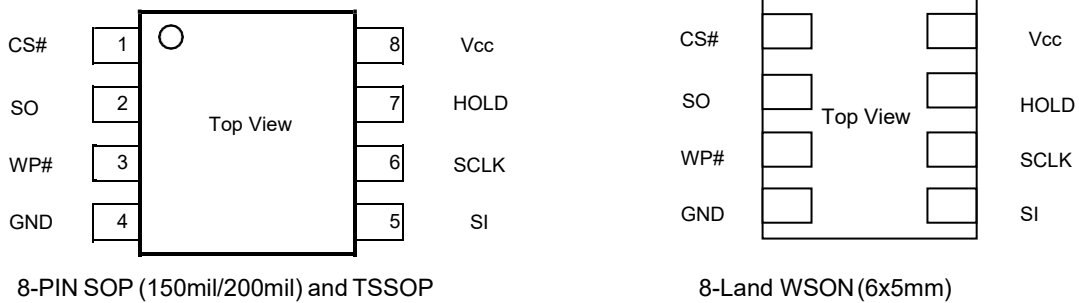 CS# 1 8 Vcc
SO 2 7 HOLD
Top View
WP# 3 6 SCLK
GND 4 5 SI
8-PIN SOP (150mil/200mil) and TSSOP
CS# Vcc
SO HOLD
Top View
WP# SCLK
GND SI
8-Land WSON (6x5mm)